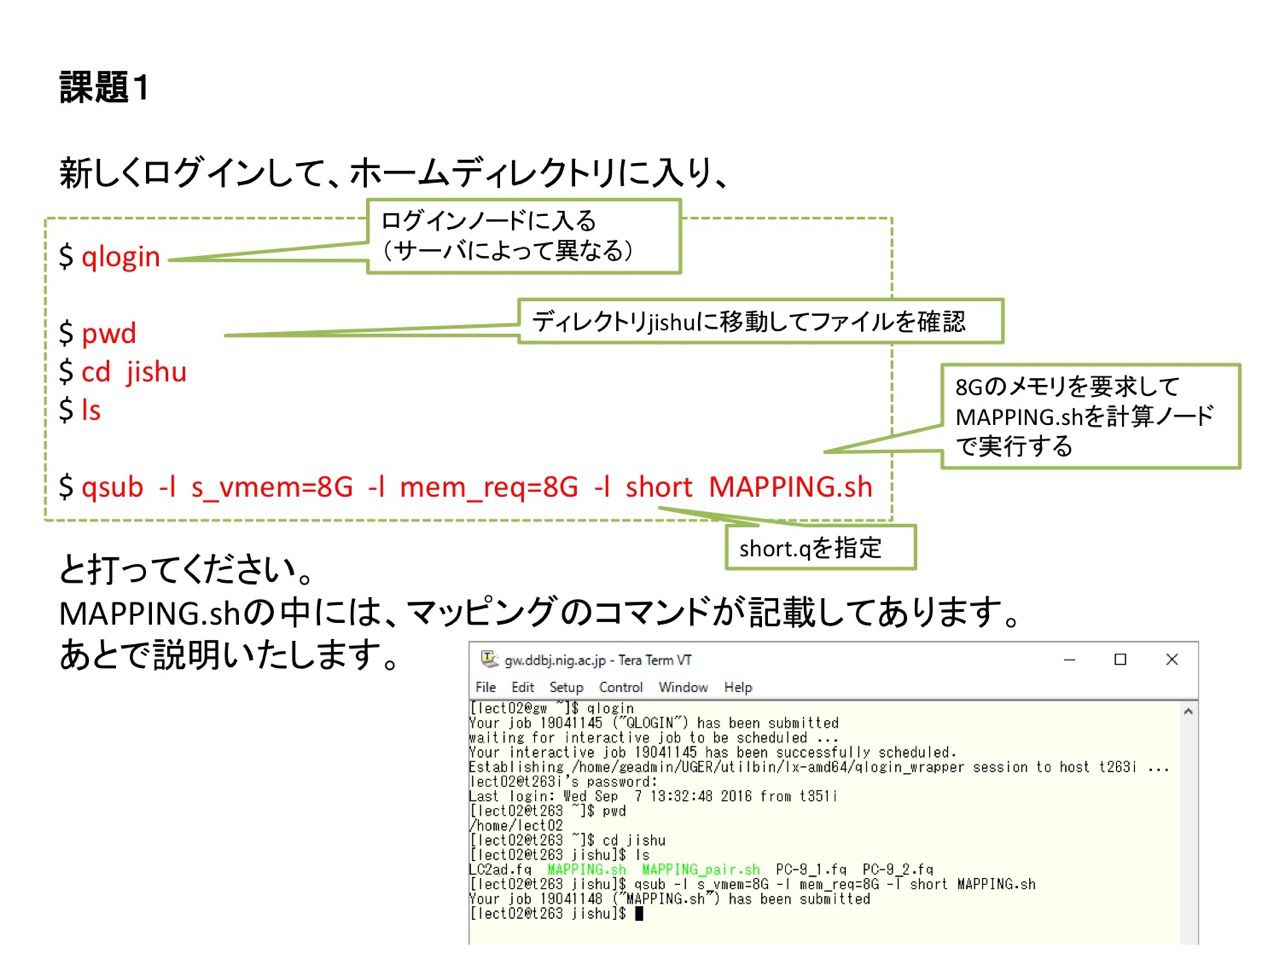 課題１
新しくログインして、ホームディレクトリに入り、
ログインノードに入る
（サーバによって異なる）
$ qlogin
$ pwd
ディレクトリjishuに移動してファイルを確認
$ cd jishu
$ ls
8Gのメモリを要求して
MAPPING.shを計算ノード
で実行する
$ qsub -l s_vmem=8G -l mem_req=8G -l short MAPPING.sh
short.qを指定
と打ってください。
MAPPING.shの中には、マッピングのコマンドが記載してあります。
あとで説明いたします。
gw.ddbj.nig.ac.jp - Tera Term VT
File Edit Setup Control Window Help
[lect02@gw ~]$ qlogin
Your job 19041145 ("QLOGIN") has been submitted
waiting for interactive job to be scheduled ...
Your interactive job 19041145 has been successfully scheduled.
Establishing /home/geadmin/UGER/utilbin/lx-amd64/qlogin_wrapper session to host t263i ...
lect02@t263i's password:
Last login: Wed Sep 7 13:32:48 2016 from t351i
[lect02@t263 ~]$ pwd
/home/lect02
[lect02@t263 ~]$ cd jishu
[lect02@t263 jishu]$ ls
LC2ad.fq MAPPING.sh MAPPING_pair.sh PC-9_1.fq PC-9_2.fq
[lect02@t263 jishu]$ qsub -l s_vmem=8G -l mem_req=8G -l short MAPPING.sh
Your job 19041148 ("MAPPING.sh") has been submitted
[lect02@t263 jishu]$